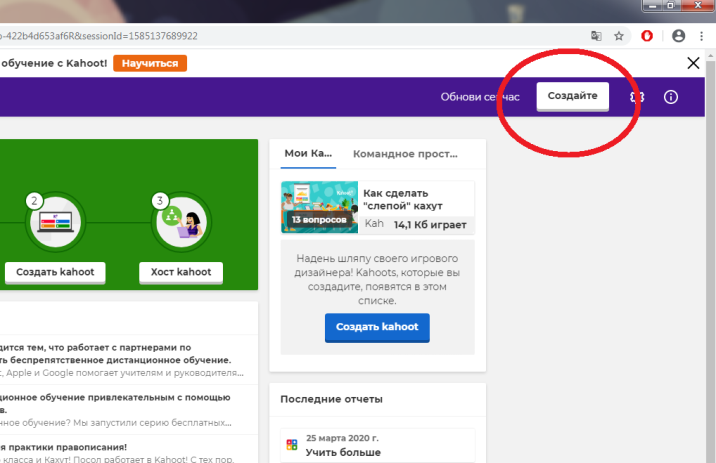 -422b4d653af6R&sessionId=1585137689922
обучение с Kahoot! Научиться
Обнови сейчас
Создайте
Мои Ка...
Командное прост...
Как сделать
"слепой" кахут
13 вопросов
Kah
14,1 Кб играет
2
3
Создать kahoot
Хост kahoot
Надень шляпу своего игрового
дизайнера! Kahoots, которые вы
создадите, появятся в этом
списке.
Создать kahoot
дится тем, что работает с партнерами по
ть беспрепятственное дистанционное обучение.
, Apple и Google помогает учителям и руководителя...
ционное обучение привлекательным с помощью
в.
нное обучение? Мы запустили серию бесплатных...
я практики правописания!
класса и Кахут! Посол работает в Kahoot! С тех пор,
Последние отчеты
25 марта 2020 г.
Учить больше